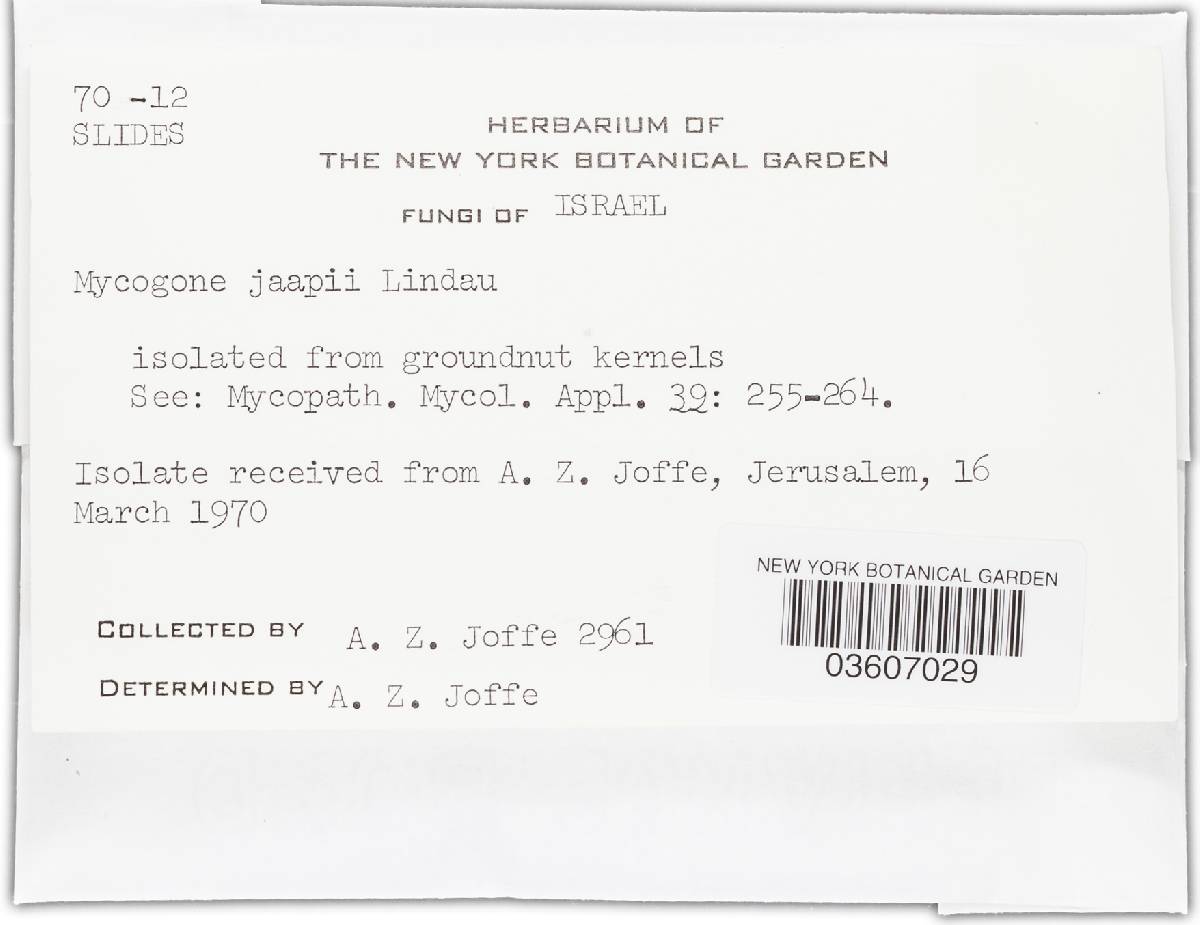 70 -12
SLIDES
HERBARIUM OF
THE NEW YORK BOTANICAL GARDEN
FUNGI OF ISRAEL
Mycogone jaapii Lindau
isolated from groundnut kernels
See: Mycopath. Mycol. Appl. 39: 255-264.
Isolate received from A. Z. Joffe, Jerusalem, 16
March 1970
NEW YORK BOTANICAL GARDEN
03607029
COLLECTED BY A. Z. Joffe 2961
DETERMINED BY A. Z. Joffe